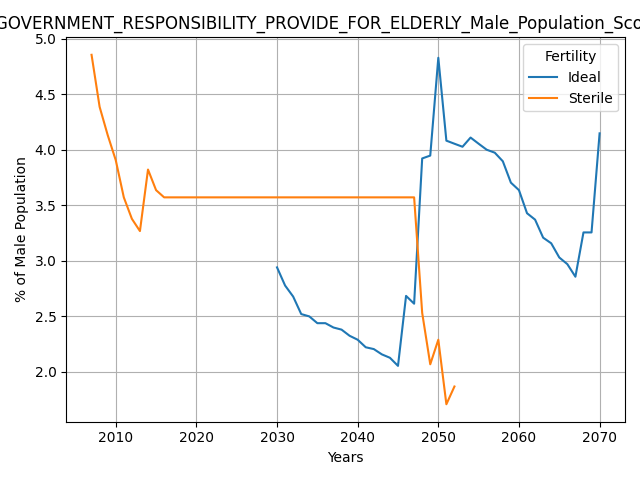 GOVERNMENT_RESPONSIBILITY_PROVIDE_FOR_ELDERLY_Male_Population_Sco
Fertility
Ideal
Sterile
5.0
4.5
4.0
3.5
3.0
2.5
2.0
% of Male Population
2010 2020 2030 2040 2050 2060 2070
Years